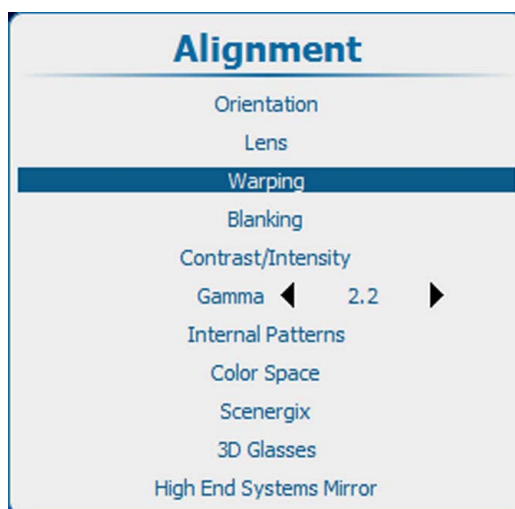 Alignment
Orientation
Lens
Warping
Blanking
Contrast/Intensity
Gamma 2.2
Internal Patterns
Color Space
Scenergix
3D Glasses
High End Systems Mirror